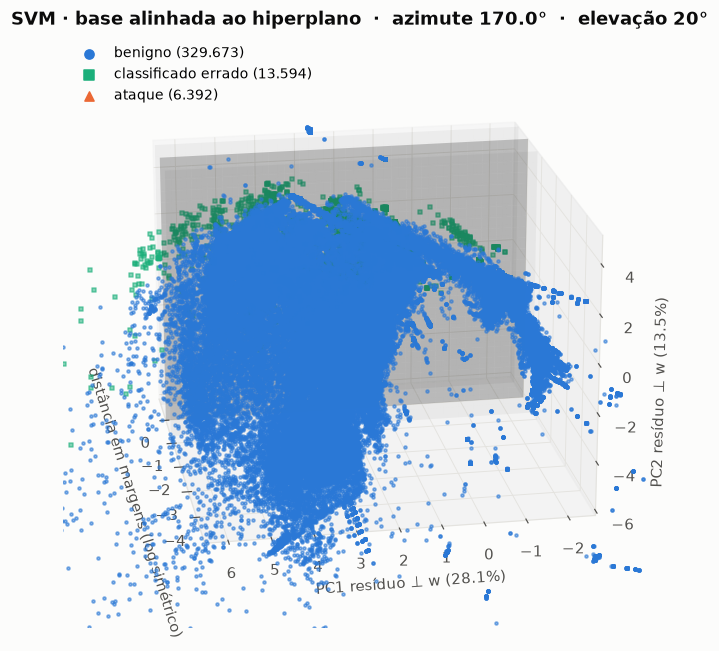 SVM · base alinhada ao hiperplano · azimute 170.0° · elevação 20°
benigno (329.673)
classificado errado (13.594)
ataque (6.392)
4
2
0
−2
−4
−6
PC2 resíduo ⊥ w (13.5%)
0
−1
−2
−3
−4
distância em margens (log simétrico)
6
5
4
3
2
1
0
−1
−2
PC1 resíduo ⊥ w (28.1%)